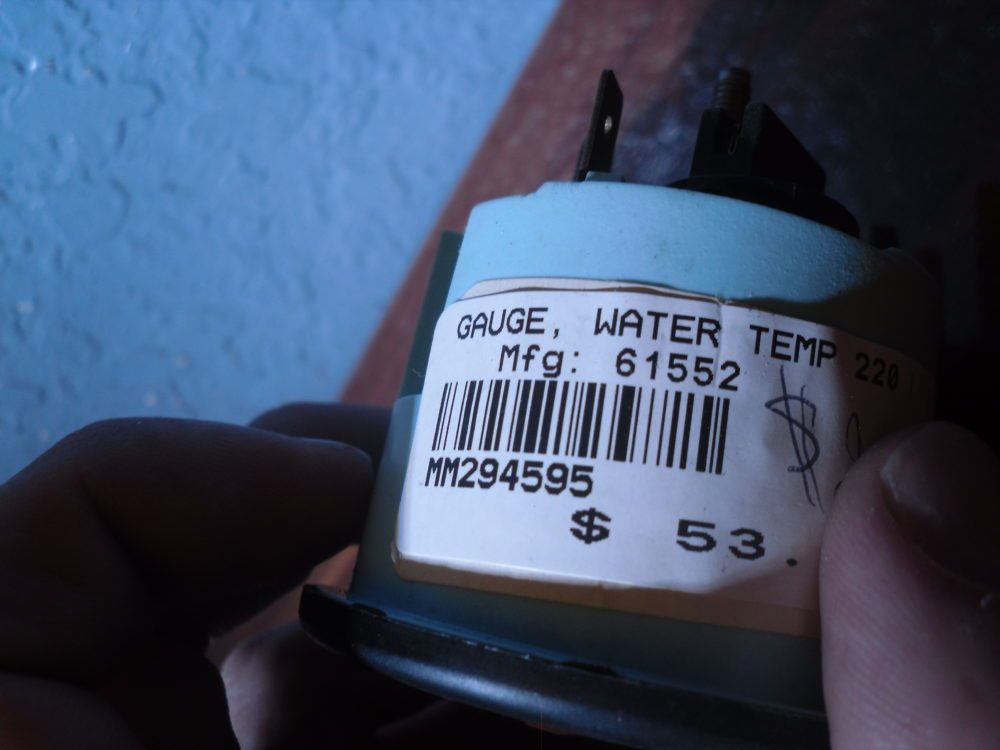 GAUGE, WATER TEMP 220
Mfg: 61552
$
MM294595
$ 53.